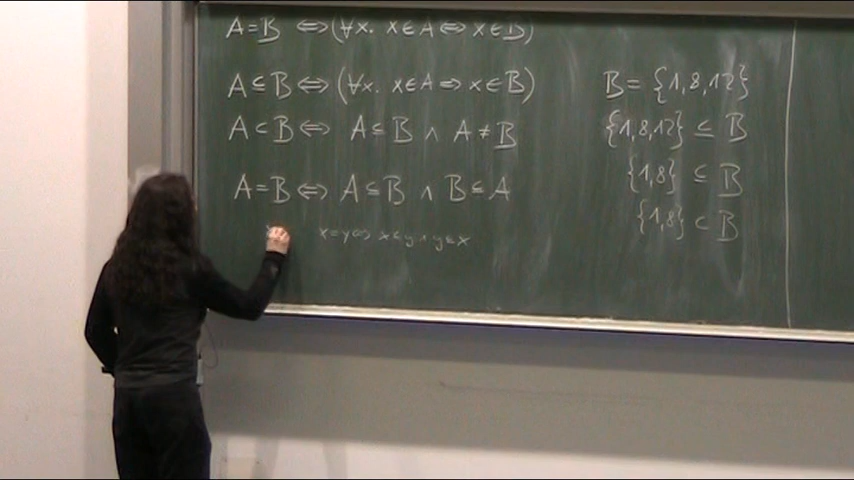 A = B ⇔ (∀x. x ∈ A ⇔ x ∈ B)
A ⊆ B ⇔ (∀x. x ∈ A ⇒ x ∈ B)
A ⊂ B ⇔ A ⊆ B ∧ A ≠ B
A = B ⇔ A ⊆ B ∧ B ⊆ A
x = y ⇔ x ≤ y ∧ y ≤ x
B = {1,8,12}
{1,8,12} ⊆ B
{1,8} ⊆ B
{1,8} ⊂ B